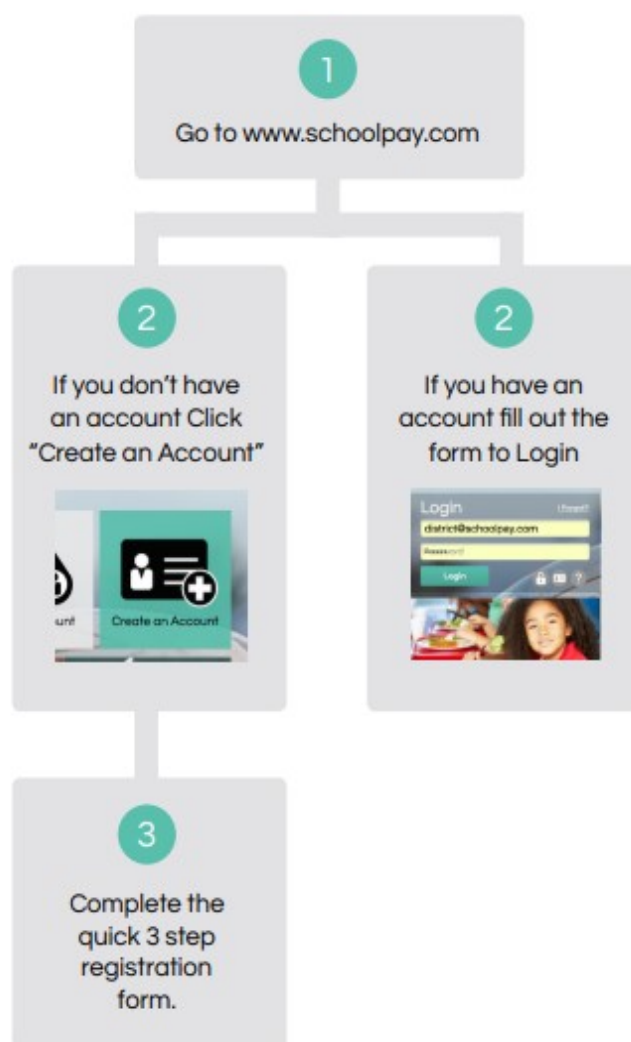 1
Go to www.schoolpay.com
2
If you don’t have
an account Click
“Create an Account”
unt
Create an Account
2
If you have an
account fill out the
form to Login
Login
district@schoolpay.com
Login
?
3
Complete the
quick 3 step
registration
form.